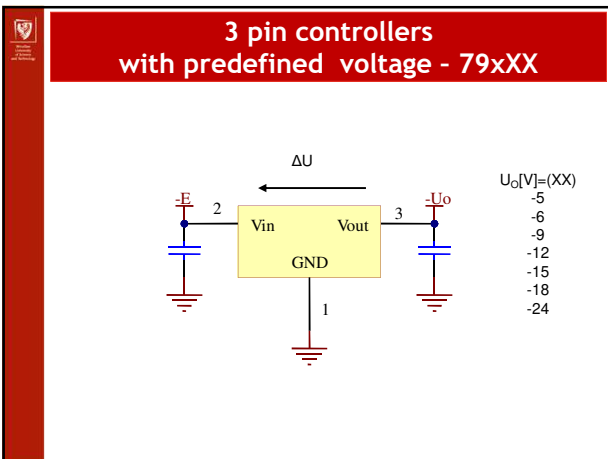 3 pin controllers
with predefined voltage – 79xXX
ΔU
-E
2
Vin
Vout
3
-Uo
GND
1
UO[V]=(XX)
-5
-6
-9
-12
-15
-18
-24